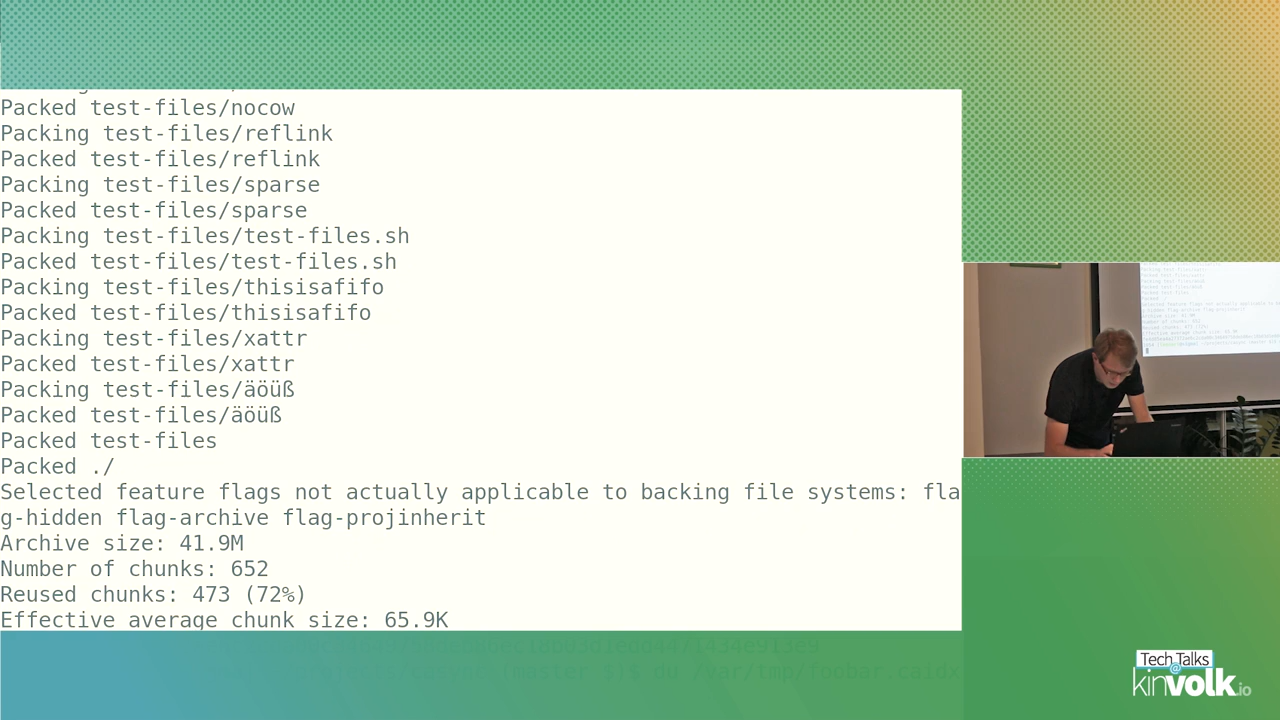 Packed test-files/nocow
Packing test-files/reflink
Packed test-files/reflink
Packing test-files/sparse
Packed test-files/sparse
Packing test-files/test-files.sh
Packed test-files/test-files.sh
Packing test-files/thisisafifo
Packed test-files/thisisafifo
Packing test-files/xattr
Packed test-files/xattr
Packing test-files/äöüß
Packed test-files/äöüß
Packed test-files
Packed ./
Selected feature flags not actually applicable to backing file systems: fla
g-hidden flag-archive flag-projinherit
Archive size: 41.9M
Number of chunks: 652
Reused chunks: 473 (72%)
Effective average chunk size: 65.9K
$ du /var/tmp/foobar.caidx
Tech Talks
@
kinvolk.io